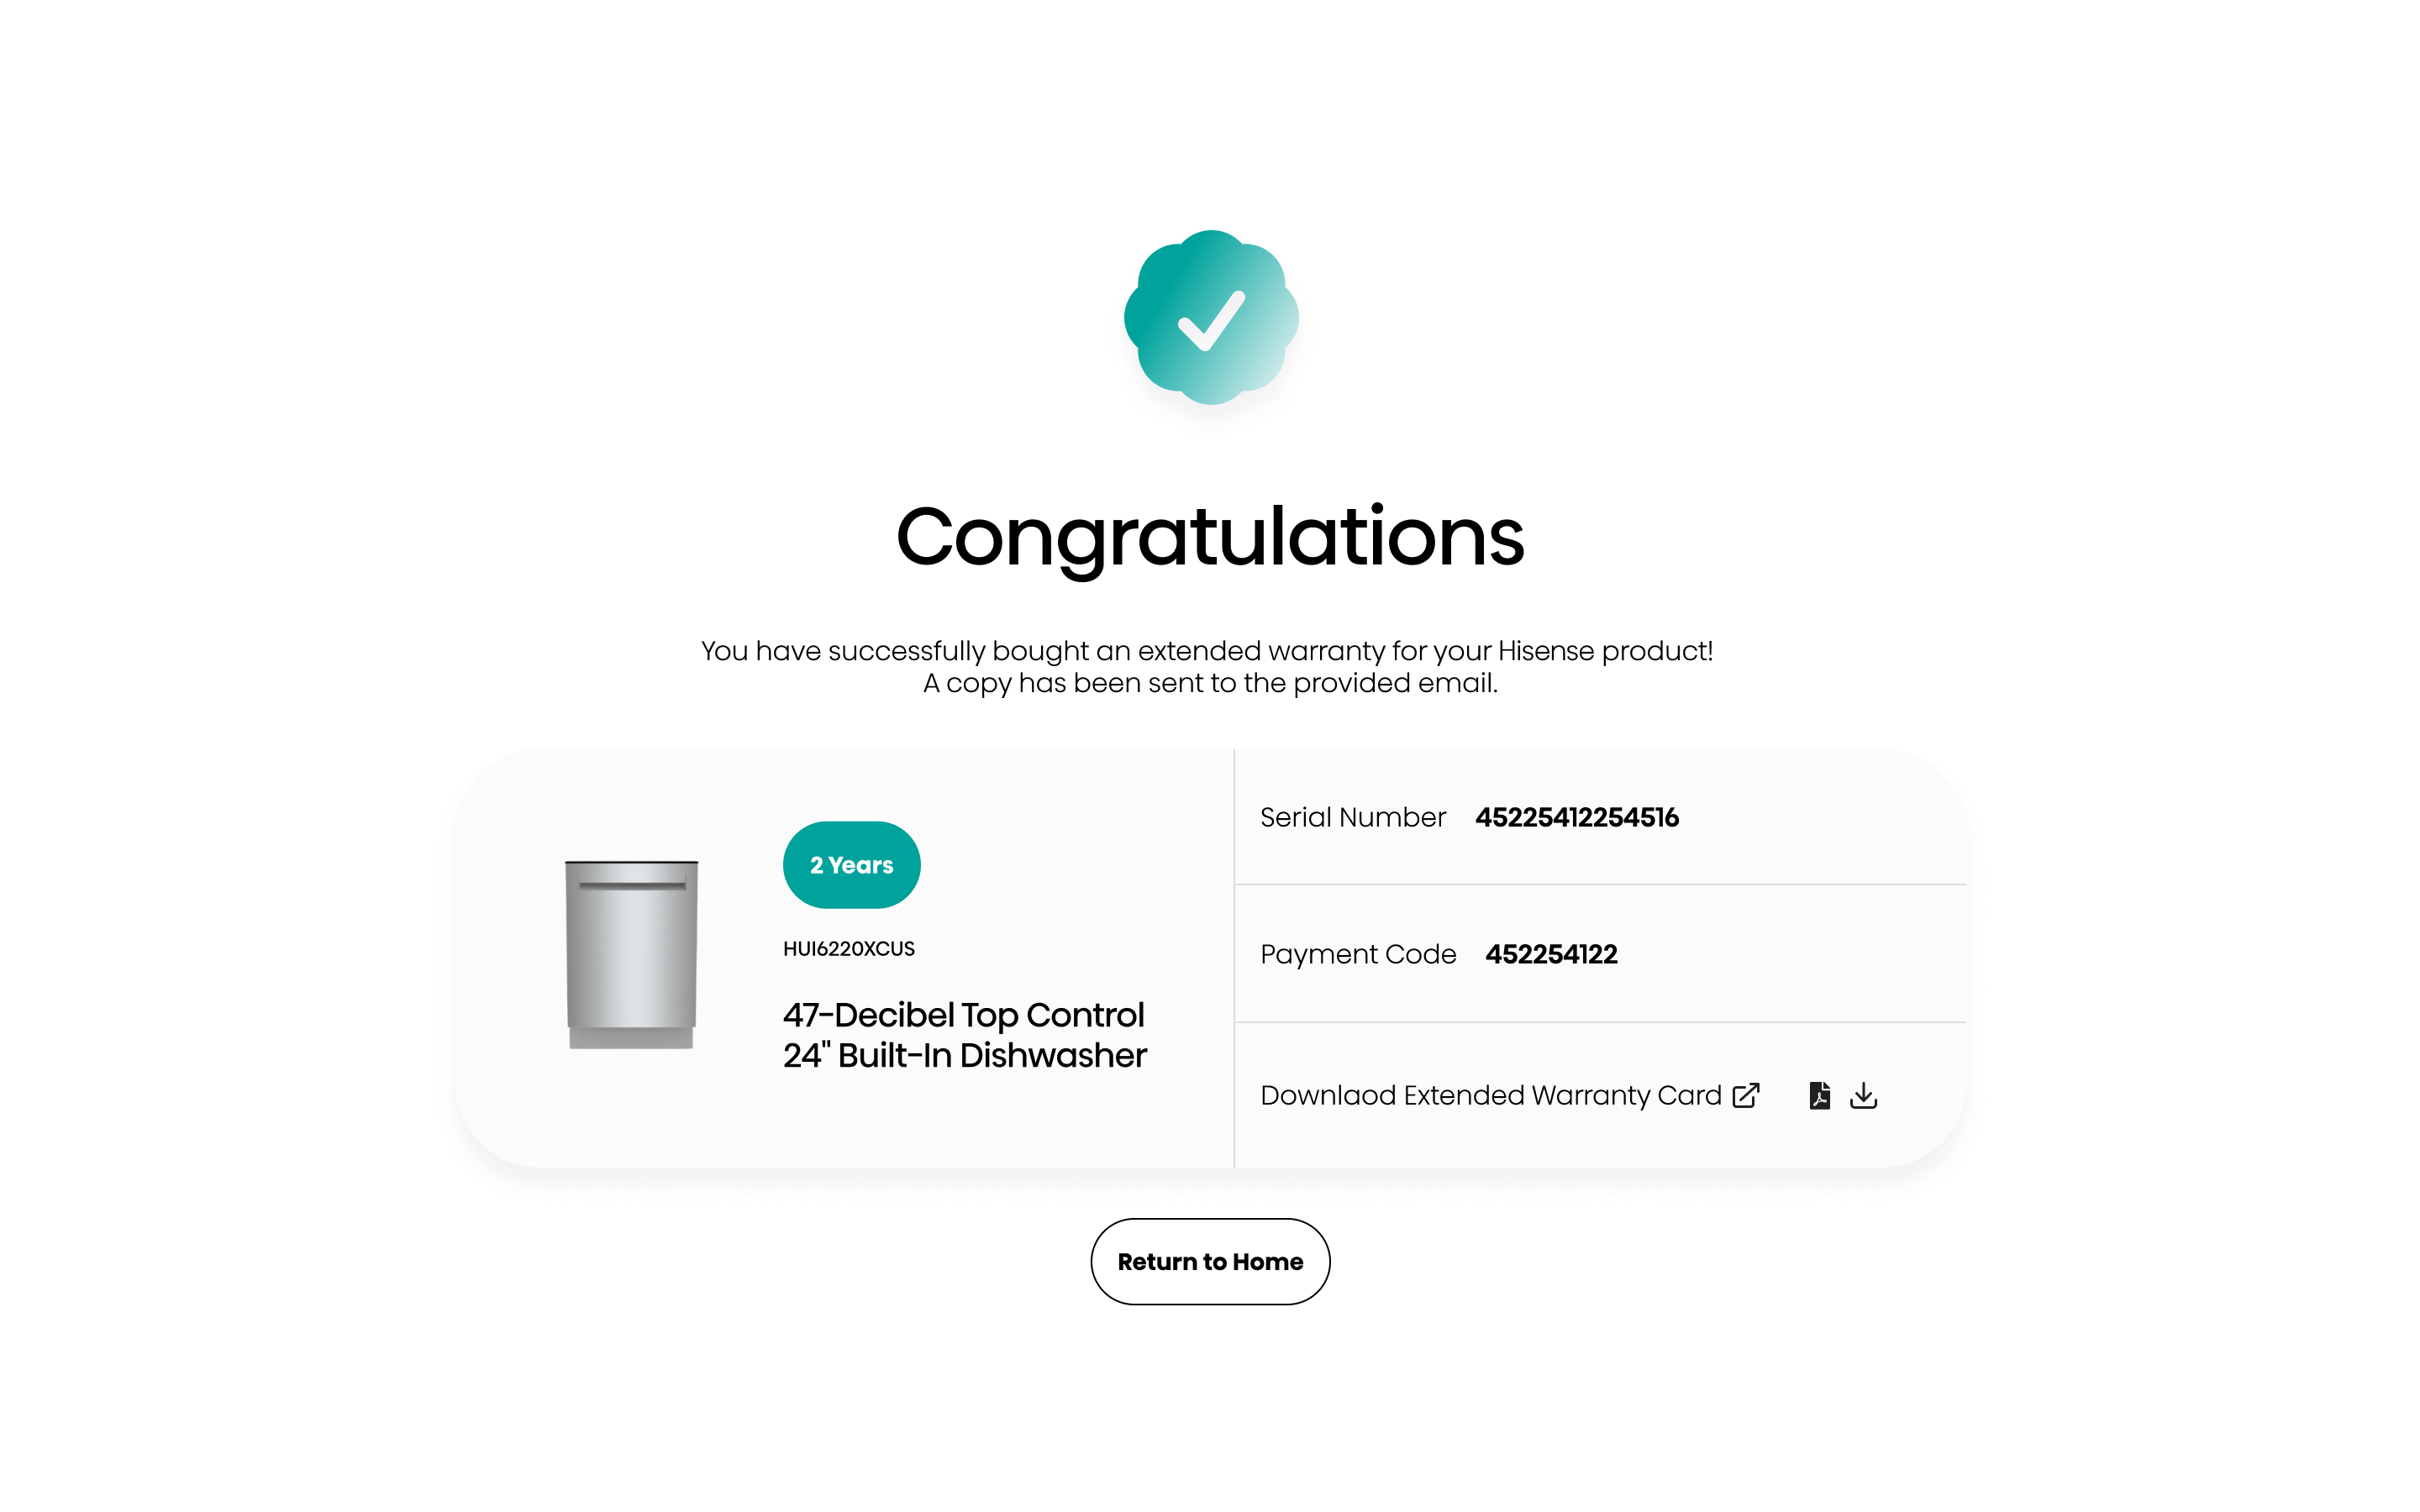 Congratulations
You have successfully bought an extended warranty for your Hisense product!
A copy has been sent to the provided email.
2 Years
HUI6220XCUS
47-Decibel Top Control
24" Built-In Dishwasher
Serial Number 45225412254516
Payment Code 452254122
Downlaod Extended Warranty Card
Return to Home